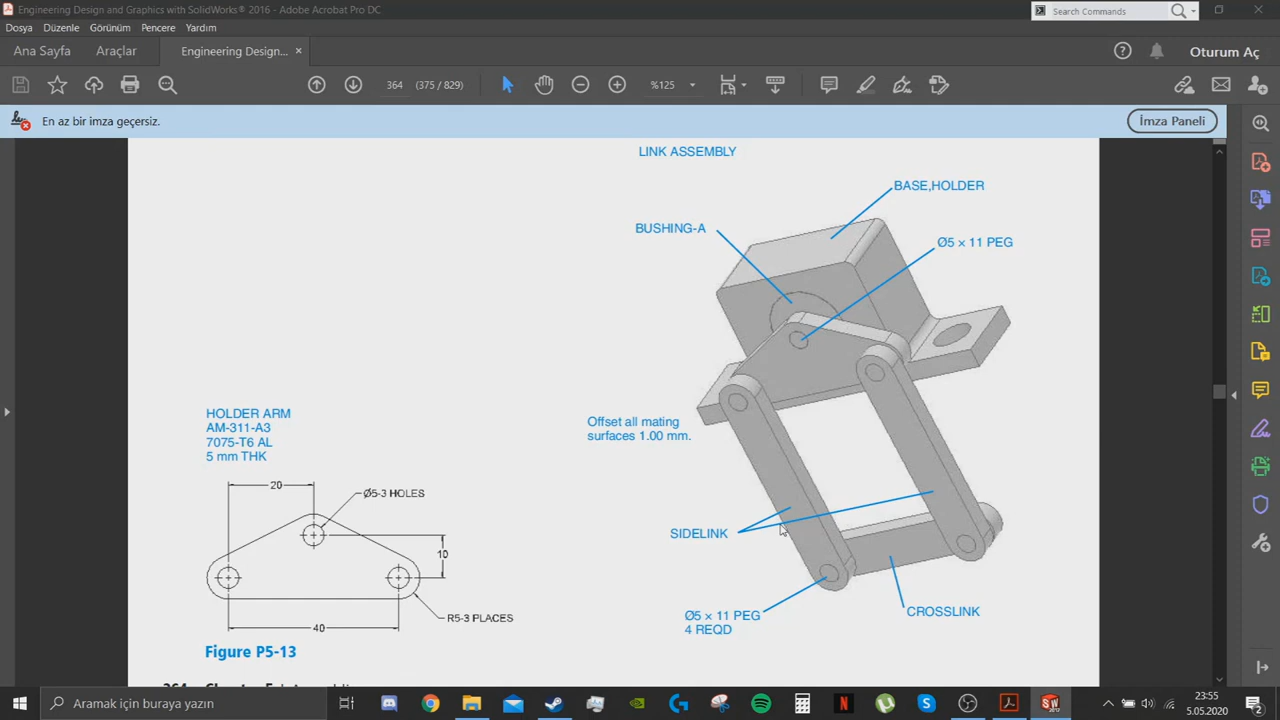 Engineering Design and Graphics with SolidWorks® 2016 - Adobe Acrobat Pro DC
Search Commands
Dosya Düzenle Görünüm Pencere Yardım
Ana Sayfa Araçlar Engineering Design... × Oturum Aç
364 (375 / 829) %125
En az bir imza geçersiz. İmza Paneli
LINK ASSEMBLY
BASE,HOLDER
BUSHING-A
Ø5 × 11 PEG
HOLDER ARM
AM-311-A3
7075-T6 AL
5 mm THK
Offset all mating
surfaces 1.00 mm.
20
Ø5-3 HOLES
10
R5-3 PLACES
40
SIDELINK
Ø5 × 11 PEG
4 REQD
CROSSLINK
Figure P5-13
Aramak için buraya yazın
23:55
5.05.2020
2